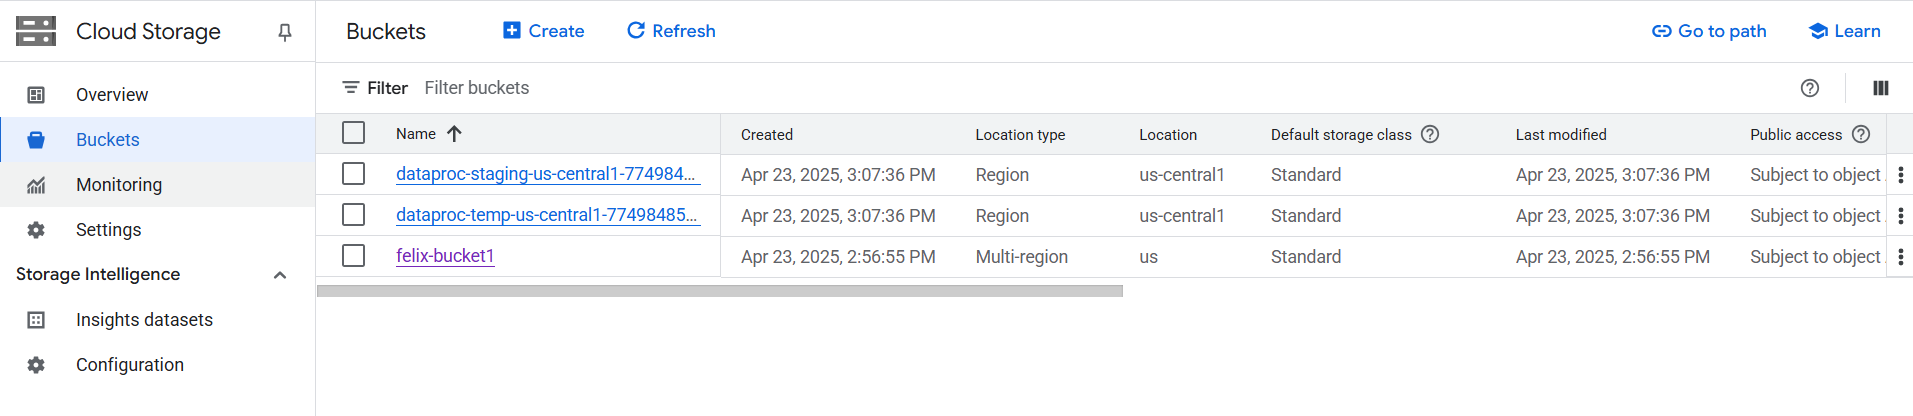 Cloud Storage
Buckets
Create
Refresh
Go to path
Learn
Overview
Buckets
Monitoring
Settings
Storage Intelligence
Insights datasets
Configuration
Filter Filter buckets
Name Created Location type Location Default storage class Last modified Public access
dataproc-staging-us-central1-774984... Apr 23, 2025, 3:07:36 PM Region us-central1 Standard Apr 23, 2025, 3:07:36 PM Subject to object
dataproc-temp-us-central1-77498485... Apr 23, 2025, 3:07:36 PM Region us-central1 Standard Apr 23, 2025, 3:07:36 PM Subject to object
felix-bucket1 Apr 23, 2025, 2:56:55 PM Multi-region us Standard Apr 23, 2025, 2:56:55 PM Subject to object